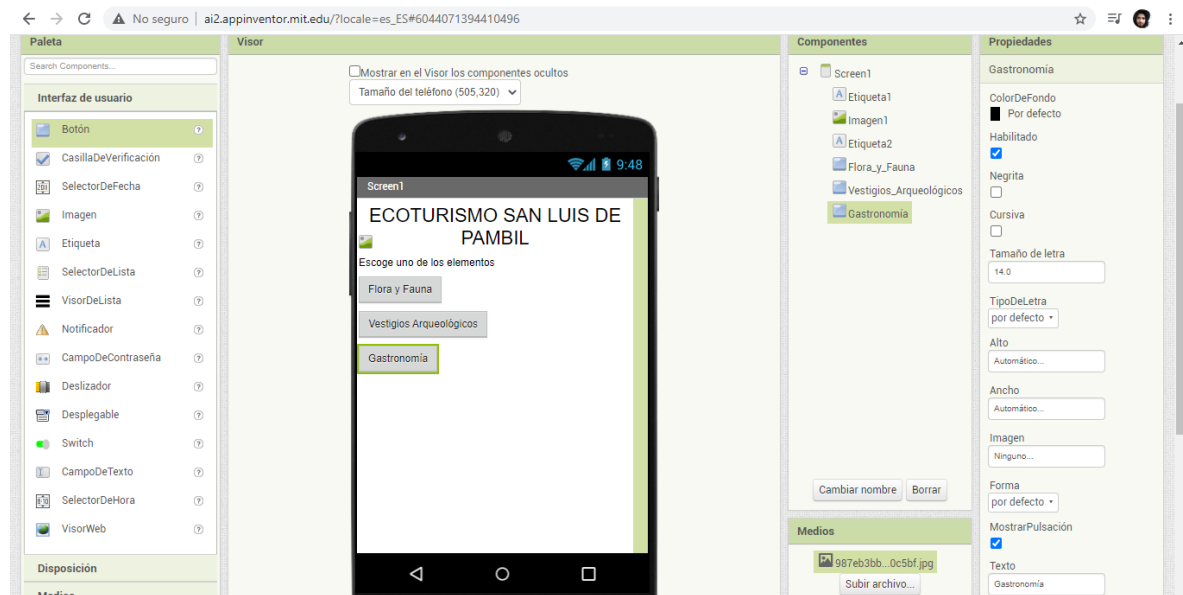 No seguro
ai2.appinventor.mit.edu/?locale=es_ES#6044071394410496
Paleta
Search Components...
Interfaz de usuario
Botón
CasillaDeVerificación
SelectorDeFecha
Imagen
Etiqueta
SelectorDeLista
VisorDeLista
Notificador
CampoDeContraseña
Deslizador
Desplegable
Switch
CampoDeTexto
SelectorDeHora
VisorWeb
Disposición
Medios
Visor
Mostrar en el Visor los componentes ocultos
Tamaño del teléfono (505,320)
9:48
Screen1
ECOTURISMO SAN LUIS DE
PAMBIL
Escoge uno de los elementos
Flora y Fauna
Vestigios Arqueológicos
Gastronomía
Componentes
Screen1
Etiqueta1
Imagen1
Etiqueta2
Flora_y_Fauna
Vestigios_Arqueológicos
Gastronomía
Cambiar nombre
Borrar
Medios
987eb3bb...0c5bf.jpg
Subir archivo...
Propiedades
Gastronomía
ColorDeFondo
Por defecto
Habilitado
Negrita
Cursiva
Tamaño de letra
14.0
TipoDeLetra
por defecto
Alto
Automático...
Ancho
Automático...
Imagen
Ninguno...
Forma
por defecto
MostrarPulsación
Texto
Gastronomía